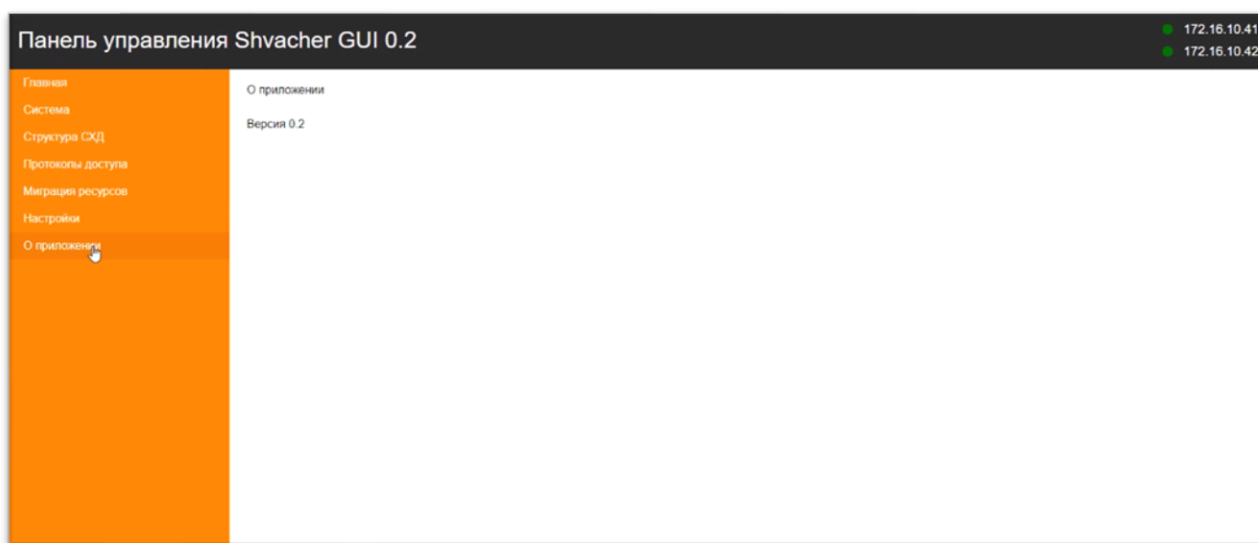 Панель управления Shvacher GUI 0.2
172.16.10.41
172.16.10.42
Главная
Система
Структура СХД
Протоколы доступа
Миграция ресурсов
Настройки
О приложении
О приложении
Версия 0.2